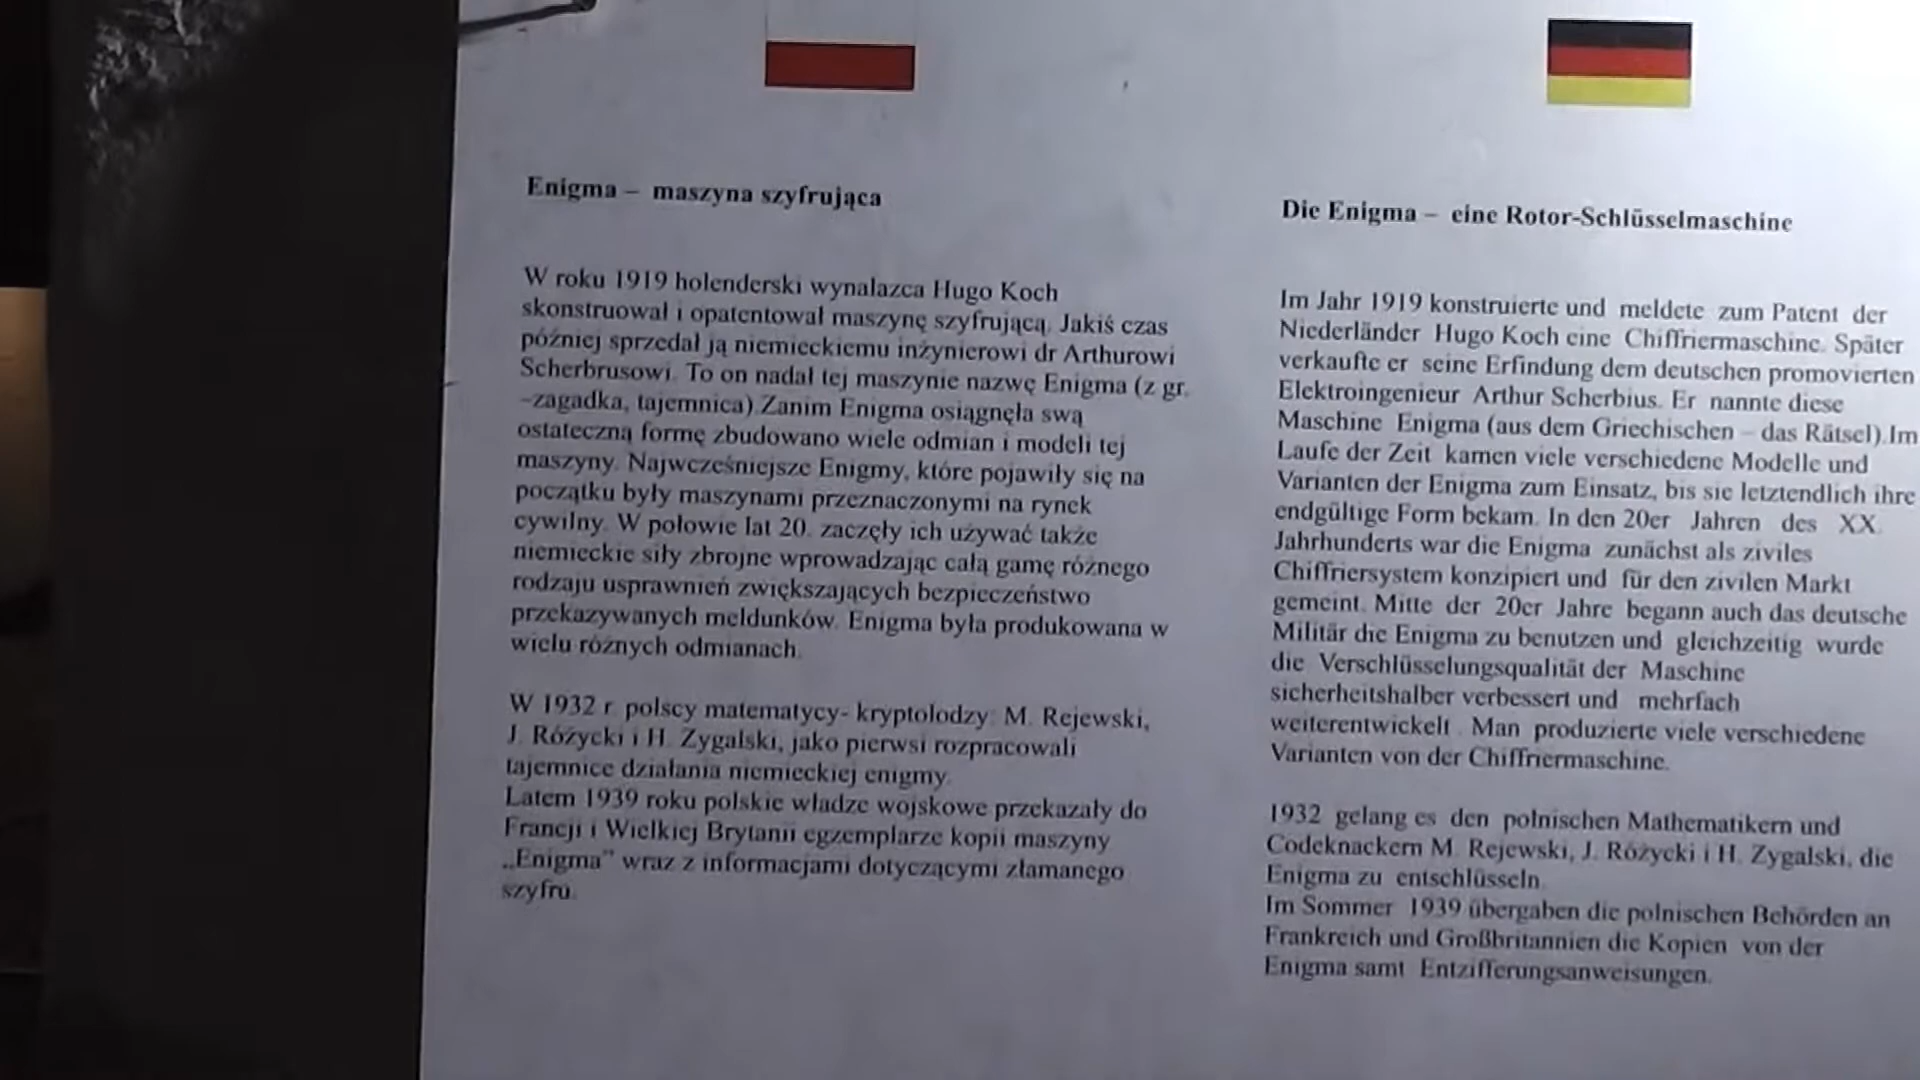 Enigma – maszyna szyfrująca
W roku 1919 holenderski wynalazca Hugo Koch
skonstruował i opatentował maszynę szyfrującą. Jakiś czas
później sprzedał ją niemieckiemu inżynierowi dr Arthurowi
Scherbrusowi. To on nadał tej maszynie nazwę Enigma (z gr.
–zagadka, tajemnica).Zanim Enigma osiągnęła swą
ostateczną formę zbudowano wiele odmian i modeli tej
maszyny. Najwcześniejsze Enigmy, które pojawiły się na
początku były maszynami przeznaczonymi na rynek
cywilny. W połowie lat 20. zaczęły ich używać także
niemieckie siły zbrojne wprowadzając całą gamę różnego
rodzaju usprawnień zwiększających bezpieczeństwo
przekazywanych meldunków. Enigma była produkowana w
wielu różnych odmianach.
W 1932 r. polscy matematycy- kryptolodzy: M. Rejewski,
J. Różycki i H. Zygalski, jako pierwsi rozpracowali
tajemnice działania niemieckiej enigmy.
Latem 1939 roku polskie władze wojskowe przekazały do
Francji i Wielkiej Brytanii egzemplarze kopii maszyny
„Enigma” wraz z informacjami dotyczącymi złamanego
szyfru.
Die Enigma – eine Rotor-Schlüsselmaschine
Im Jahr 1919 konstruierte und meldete zum Patent der
Niederländer Hugo Koch eine Chiffriermaschine. Später
verkaufte er seine Erfindung dem deutschen promovierten
Elektroingenieur Arthur Scherbius. Er nannte diese
Maschine Enigma (aus dem Griechischen – das Rätsel).Im
Laufe der Zeit kamen viele verschiedene Modelle und
Varianten der Enigma zum Einsatz, bis sie letztendlich ihre
endgültige Form bekam. In den 20er Jahren des XX.
Jahrhunderts war die Enigma zunächst als ziviles
Chiffriersystem konzipiert und für den zivilen Markt
gemeint. Mitte der 20er Jahre begann auch das deutsche
Militär die Enigma zu benutzen und gleichzeitig wurde
die Verschlüsselungsqualität der Maschine
sicherheitshalber verbessert und mehrfach
weiterentwickelt . Man produzierte viele verschiedene
Varianten von der Chiffriermaschine.
1932 gelang es den polnischen Mathematikern und
Codeknackern M. Rejewski, J. Różycki i H. Zygalski, die
Enigma zu entschlüsseln.
Im Sommer 1939 übergaben die polnischen Behörden an
Frankreich und Großbritannien die Kopien von der
Enigma samt Entzifferungsanweisungen.